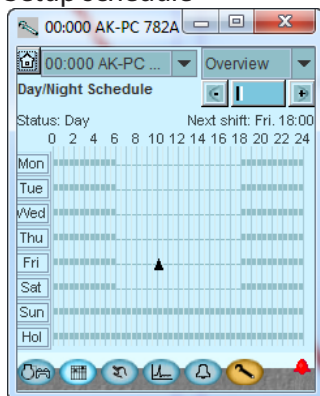 Setup schedule
00:000 AK-PC 782A
00:000 AK-PC ... Overview
Day/Night Schedule
Status: Day Next shift: Fri. 18:00
0 2 4 6 8 10 12 14 16 18 20 22 24
Mon
Tue
Wed
Thu
Fri
Sat
Sun
Hol